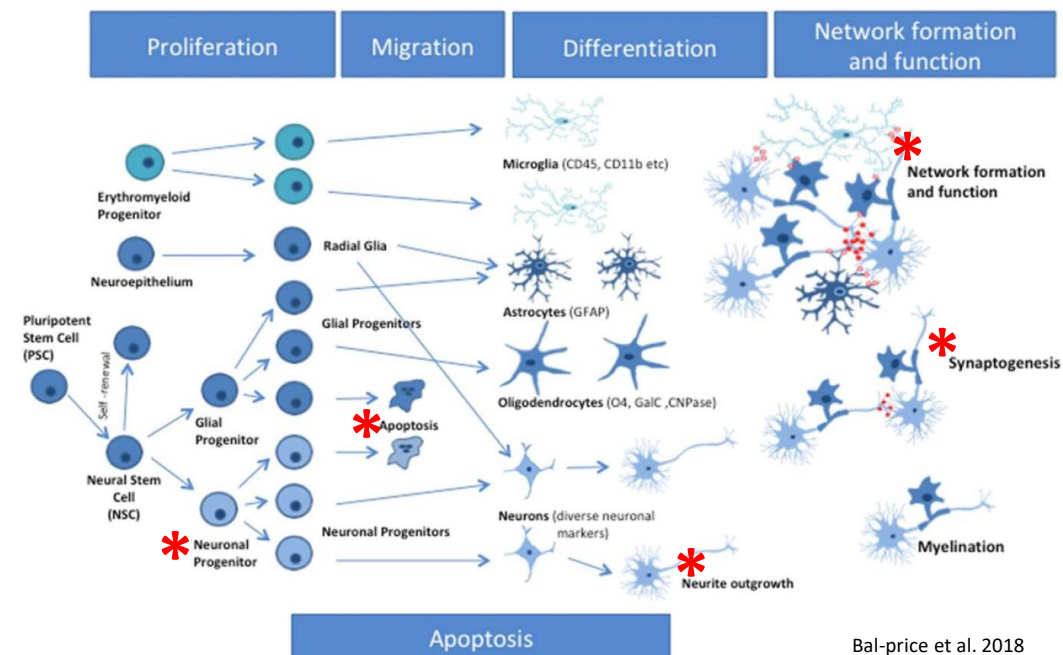 Proliferation
Migration
Differentiation
Network formation
and function
Erythromyeloid
Progenitor
Microglia (CD45, CD11b etc)
Network formation
and function
Neuroepithelium
Radial Glia
Astrocytes (GFAP)
Pluripotent
Stem Cell
(PSC)
Self -renewal
Glial Progenitors
Synaptogenesis
Glial
Progenitor
*Apoptosis
Oligodendrocytes (O4, GalC ,CNPase)
Neural Stem
Cell
(NSC)
* Neuronal
Progenitor
Neuronal Progenitors
Neurons (diverse neuronal
markers)
Neurite outgrowth
Myelination
Apoptosis
Bal-price et al. 2018